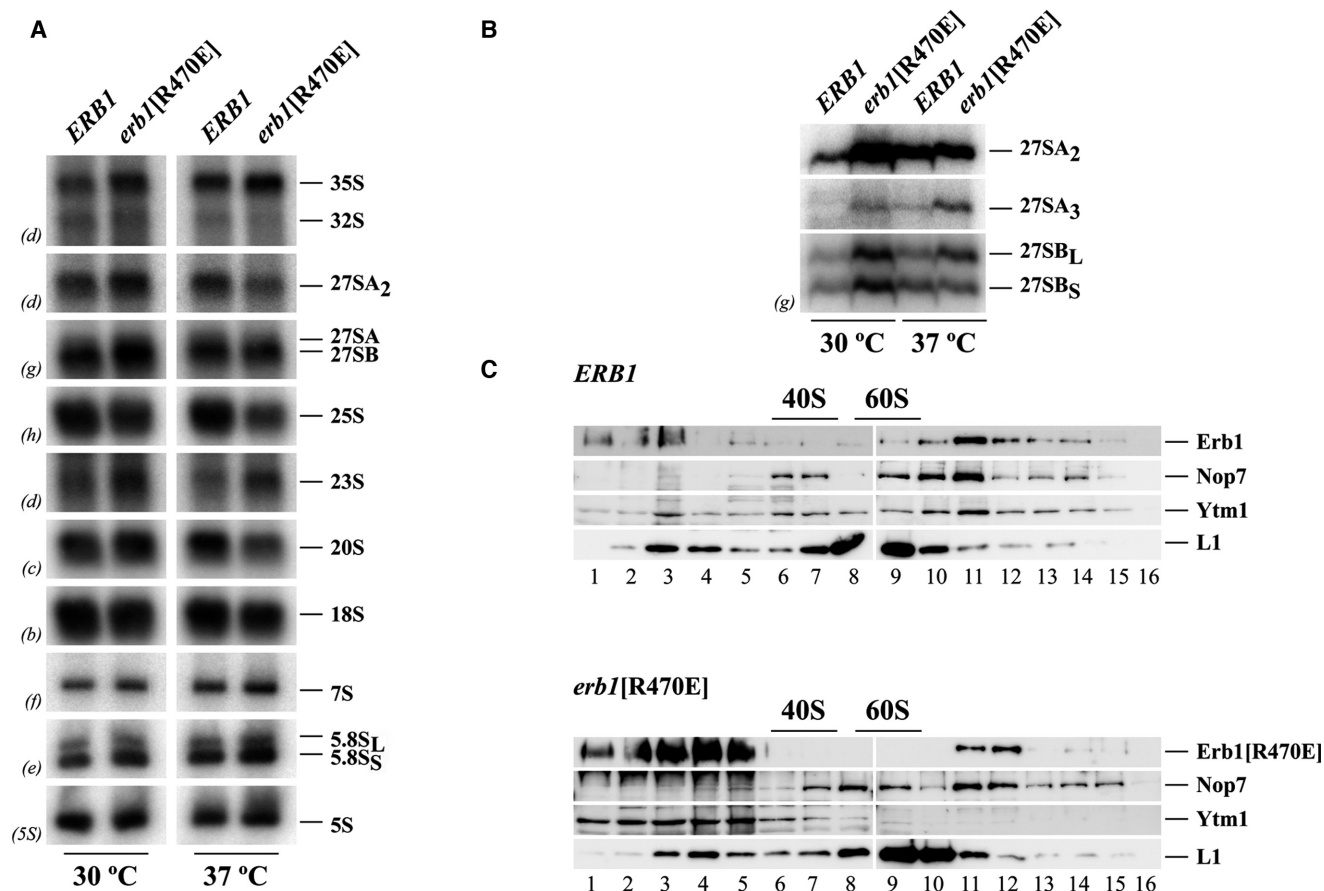 A
ERB1
erb1[R470E]
ERB1
erb1[R470E]
35S
32S
(d)
27SA2
(d)
27SA
27SB
(g)
25S
(h)
23S
(d)
20S
(c)
18S
(b)
7S
(f)
5.8SL
5.8SS
(e)
5S
(5S)
30 ºC
37 ºC
B
ERB1
erb1[R470E]
ERB1
erb1[R470E]
27SA2
27SA3
27SBL
27SBS
(g)
30 ºC
37 ºC
C
ERB1
40S
60S
Erb1
Nop7
Ytm1
L1
1 2 3 4 5 6 7 8 9 10 11 12 13 14 15 16
erb1[R470E]
40S
60S
Erb1[R470E]
Nop7
Ytm1
L1
1 2 3 4 5 6 7 8 9 10 11 12 13 14 15 16